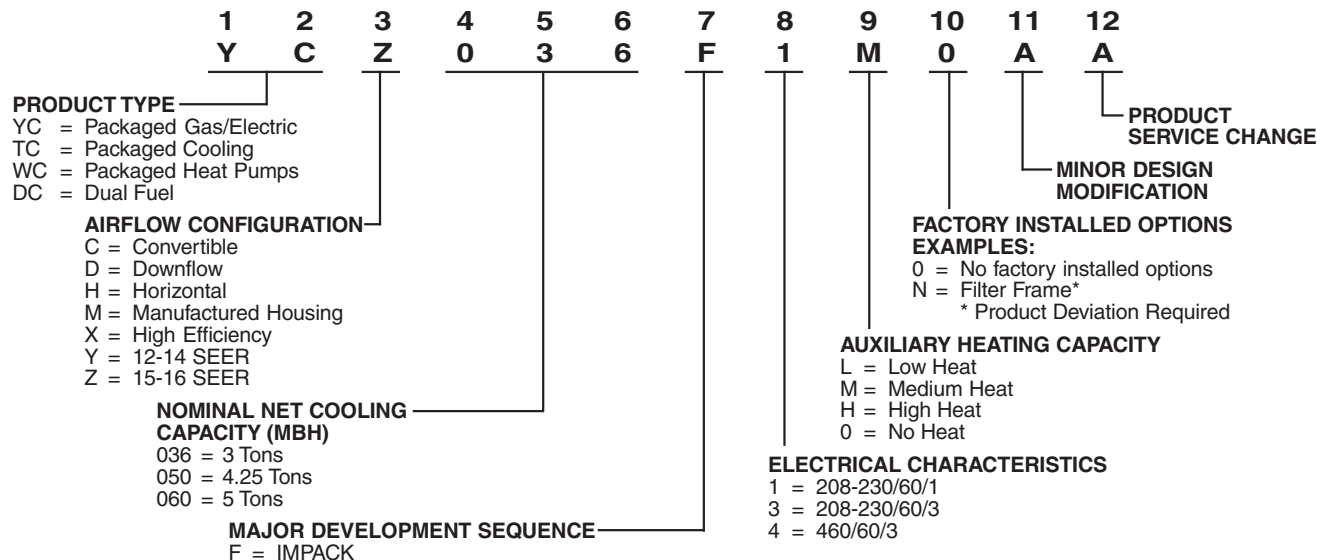 1 2 3 4 5 6 7 8 9 10 11 12
Y C Z 0 3 6 F 1 M 0 A A
PRODUCT TYPE
YC = Packaged Gas/Electric
TC = Packaged Cooling
WC = Packaged Heat Pumps
DC = Dual Fuel
AIRFLOW CONFIGURATION
C = Convertible
D = Downflow
H = Horizontal
M = Manufactured Housing
X = High Efficiency
Y = 12-14 SEER
Z = 15-16 SEER
NOMINAL NET COOLING
CAPACITY (MBH)
036 = 3 Tons
050 = 4.25 Tons
060 = 5 Tons
MAJOR DEVELOPMENT SEQUENCE
F = IMPACK
ELECTRICAL CHARACTERISTICS
1 = 208-230/60/1
3 = 208-230/60/3
4 = 460/60/3
AUXILIARY HEATING CAPACITY
L = Low Heat
M = Medium Heat
H = High Heat
0 = No Heat
FACTORY INSTALLED OPTIONS
EXAMPLES:
0 = No factory installed options
N = Filter Frame*
* Product Deviation Required
MINOR DESIGN
MODIFICATION
PRODUCT
SERVICE CHANGE